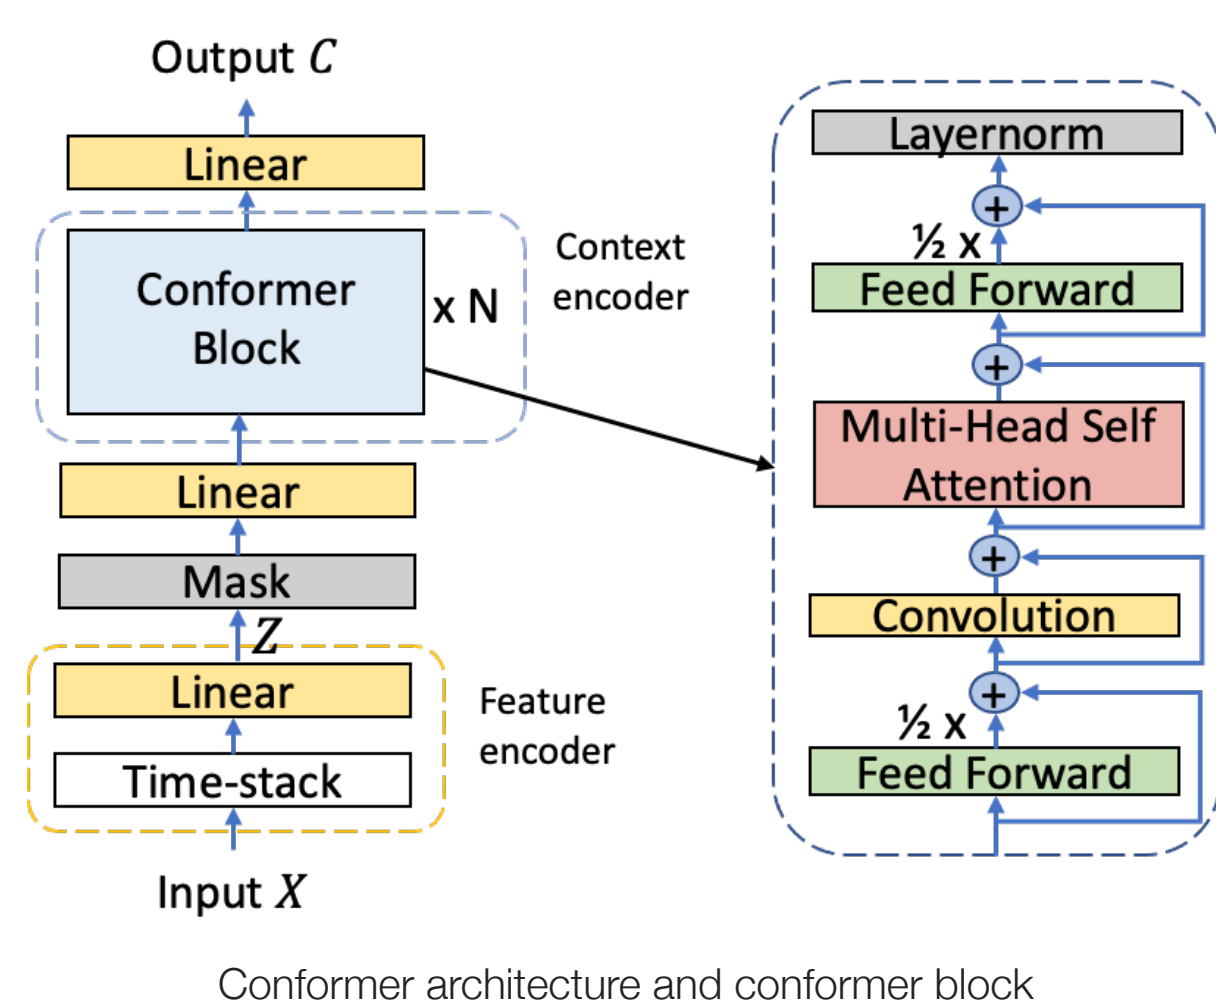 Output C
Linear
Conformer
Block
x N
Context
encoder
Linear
Mask
Z
Linear
Time-stack
Feature
encoder
Input X
Layernorm
+
½ x
Feed Forward
+
Multi-Head Self
Attention
+
Convolution
+
½ x
Feed Forward
Conformer architecture and conformer block